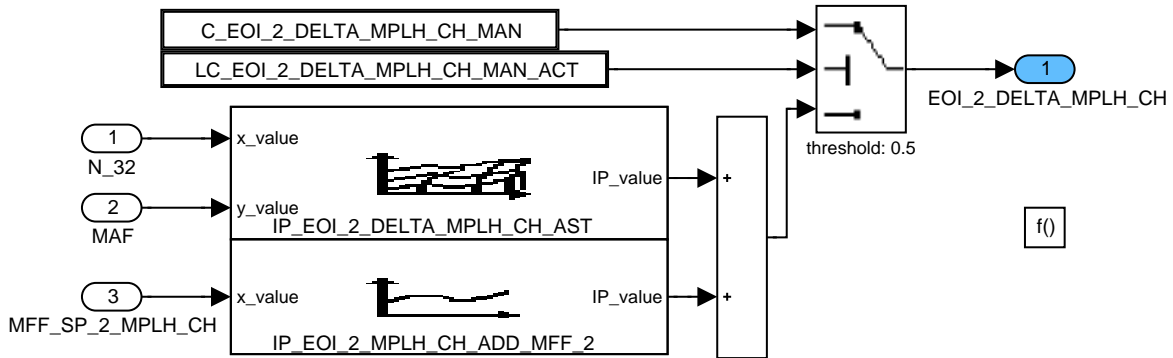 C_EOI_2_DELTA_MPLH_CH_MAN
LC_EOI_2_DELTA_MPLH_CH_MAN_ACT
1
EOI_2_DELTA_MPLH_CH
threshold: 0.5
1
N_32
x_value
2
MAF
y_value
IP_value
IP_EOI_2_DELTA_MPLH_CH_AST
+
f()
3
MFF_SP_2_MPLH_CH
x_value
IP_value
IP_EOI_2_MPLH_CH_ADD_MFF_2
+